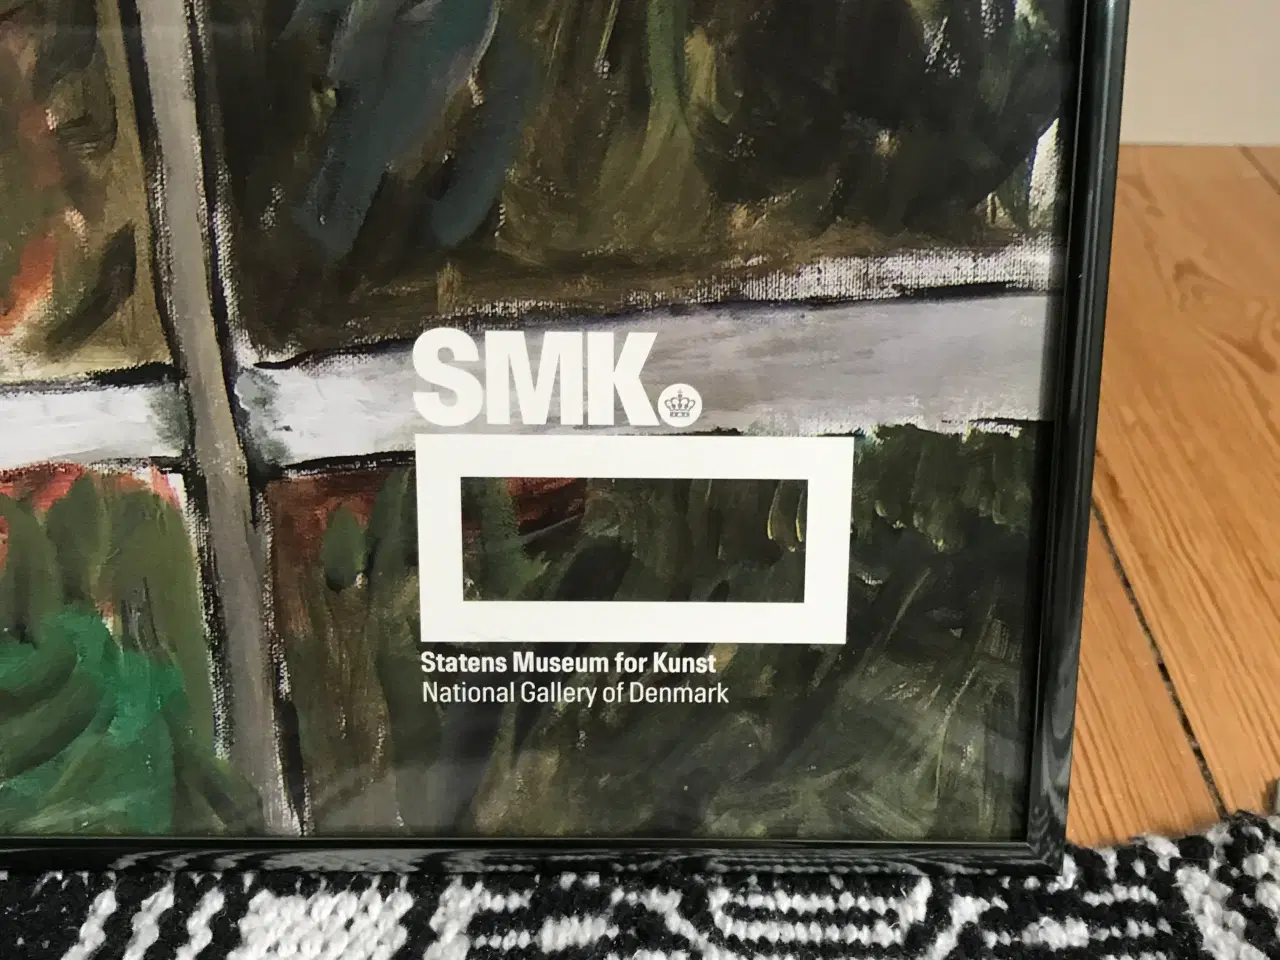 SMK.
Statens Museum for Kunst
National Gallery of Denmark